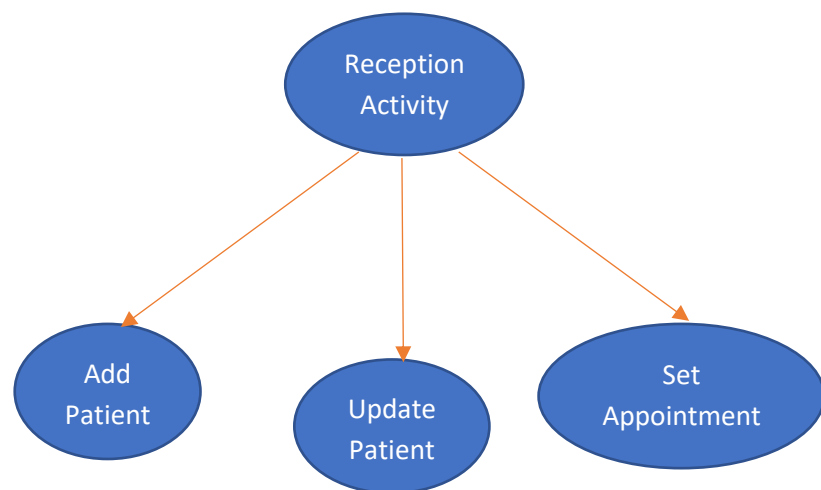 Reception
Activity
Add
Patient
Update
Patient
Set
Appointment